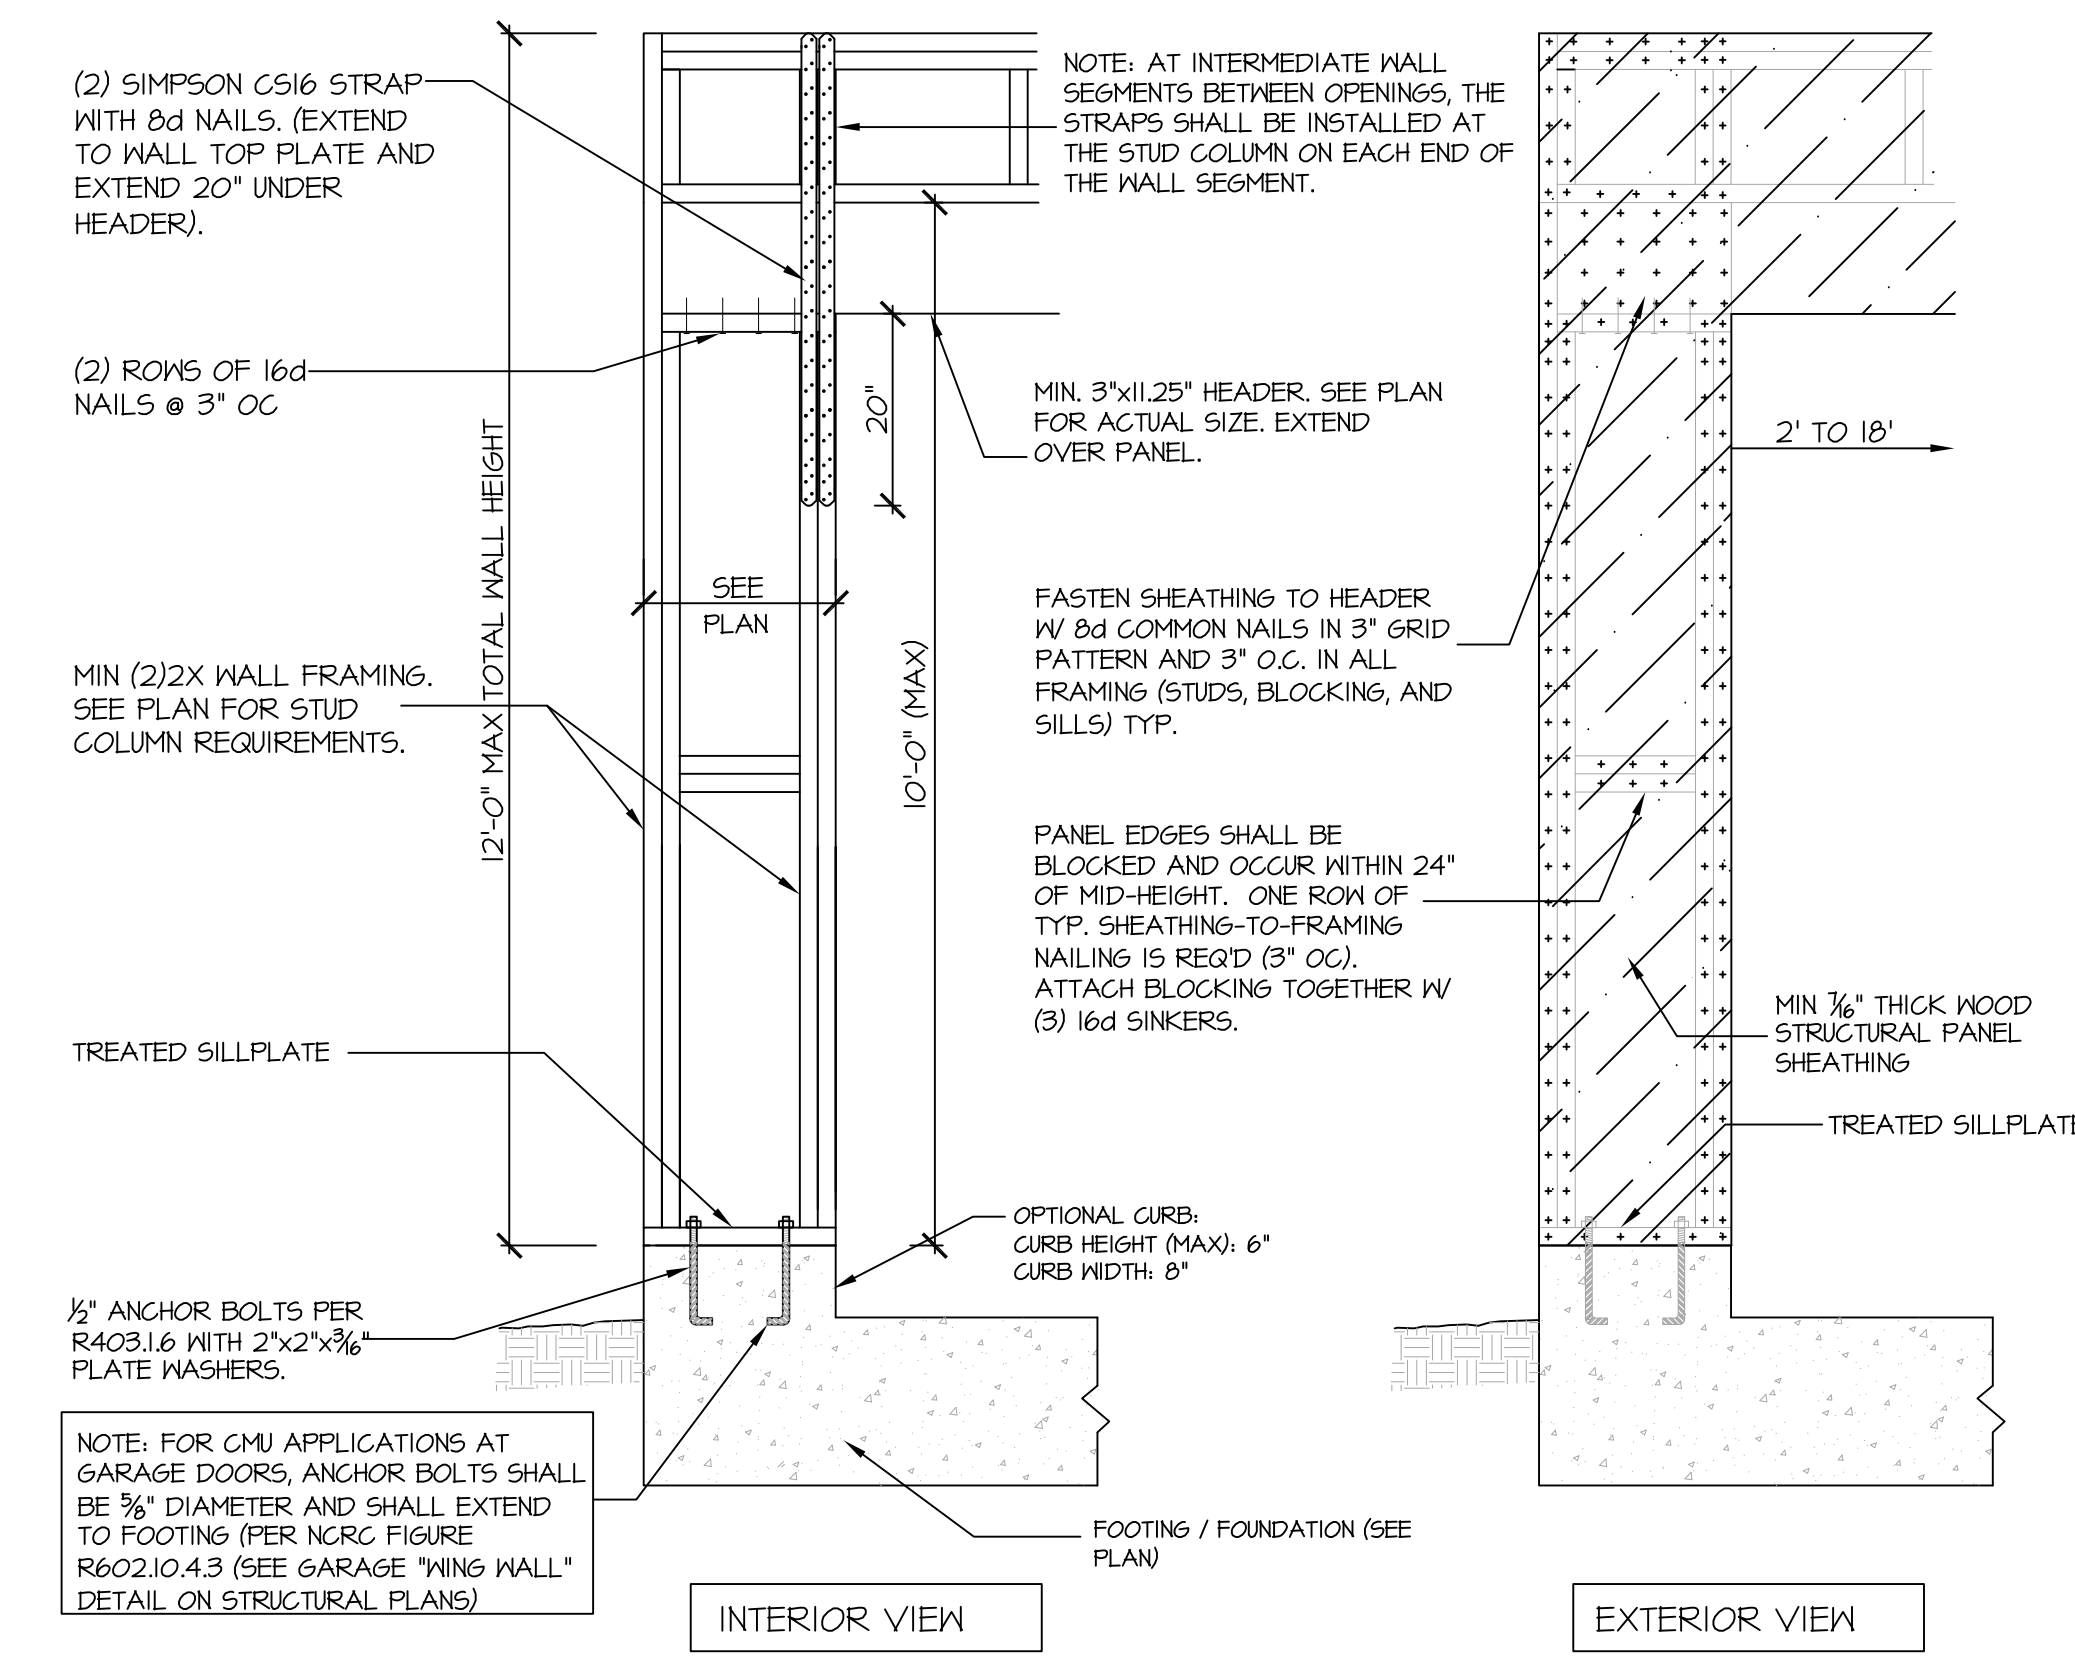 (2) SIMPSON CS16 STRAP
WITH 8d NAILS. (EXTEND
TO WALL TOP PLATE AND
EXTEND 20" UNDER
HEADER).
(2) ROWS OF 16d
NAILS @ 3" OC
12'-0" MAX TOTAL WALL HEIGHT
MIN (2)2X WALL FRAMING.
SEE PLAN FOR STUD
COLUMN REQUIREMENTS.
TREATED SILLPLATE
½" ANCHOR BOLTS PER
R403.1.6 WITH 2"x2"x3⁄16"
PLATE WASHERS.
NOTE: FOR CMU APPLICATIONS AT
GARAGE DOORS, ANCHOR BOLTS SHALL
BE ⅝" DIAMETER AND SHALL EXTEND
TO FOOTING (PER NCRC FIGURE
R602.10.4.3 (SEE GARAGE "WING WALL"
DETAIL ON STRUCTURAL PLANS)
SEE
PLAN
20"
10'-0" (MAX)
NOTE: AT INTERMEDIATE WALL
SEGMENTS BETWEEN OPENINGS, THE
STRAPS SHALL BE INSTALLED AT
THE STUD COLUMN ON EACH END OF
THE WALL SEGMENT.
MIN. 3"x11.25" HEADER. SEE PLAN
FOR ACTUAL SIZE. EXTEND
OVER PANEL.
FASTEN SHEATHING TO HEADER
W/ 8d COMMON NAILS IN 3" GRID
PATTERN AND 3" O.C. IN ALL
FRAMING (STUDS, BLOCKING, AND
SILLS) TYP.
PANEL EDGES SHALL BE
BLOCKED AND OCCUR WITHIN 24"
OF MID-HEIGHT. ONE ROW OF
TYP. SHEATHING-TO-FRAMING
NAILING IS REQ'D (3" OC).
ATTACH BLOCKING TOGETHER W/
(3) 16d SINKERS.
OPTIONAL CURB:
CURB HEIGHT (MAX): 6"
CURB WIDTH: 8"
FOOTING / FOUNDATION (SEE
PLAN)
INTERIOR VIEW
2' TO 18'
MIN 7⁄16" THICK WOOD
STRUCTURAL PANEL
SHEATHING
TREATED SILLPLATE
EXTERIOR VIEW